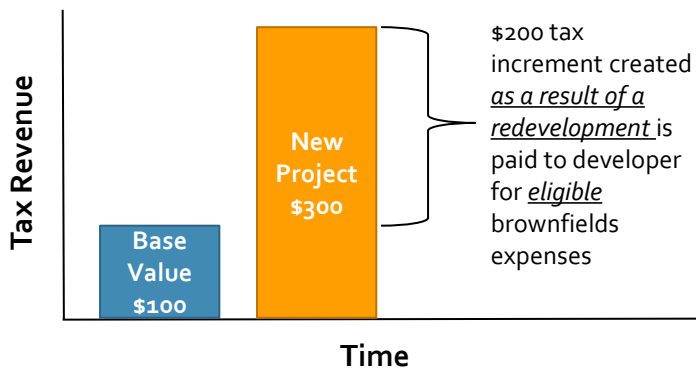 Tax Revenue
Base
Value
$100
New
Project
$300
$200 tax
increment created
as a result of a
redevelopment is
paid to developer
for eligible
brownfields
expenses
Time